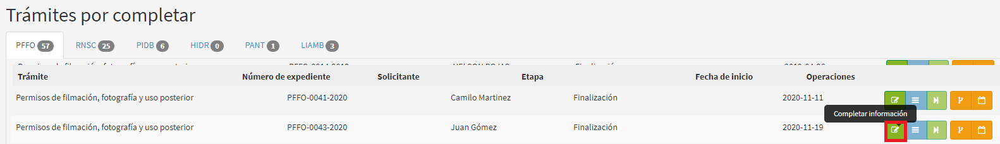 Trámites por completar
PFFO 57 RNSC 25 PIDB 6 HIDR 0 PANT 1 LIAMB 3
Trámite Número de expediente Solicitante Etapa Fecha de inicio Operaciones
Permisos de filmación, fotografía y uso posterior PFFO-0041-2020 Camilo Martinez Finalización 2020-11-11
Completar información
Permisos de filmación, fotografía y uso posterior PFFO-0043-2020 Juan Gómez Finalización 2020-11-19